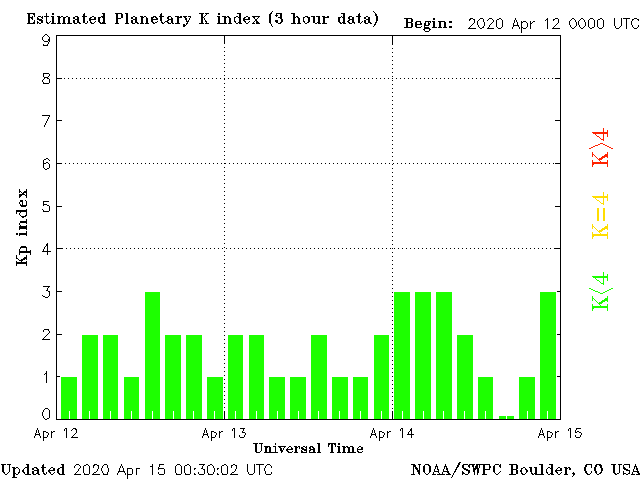 Estimated Planetary K index (3 hour data) Begin: 2020 Apr 12 0000 UTC
9
8
7
6
5
4
3
2
1
0
Kp index
K>4
K=4
K<4
Apr 12 Apr 13 Apr 14 Apr 15
Universal Time
Updated 2020 Apr 15 00:30:02 UTC NOAA/SWPC Boulder, CO USA